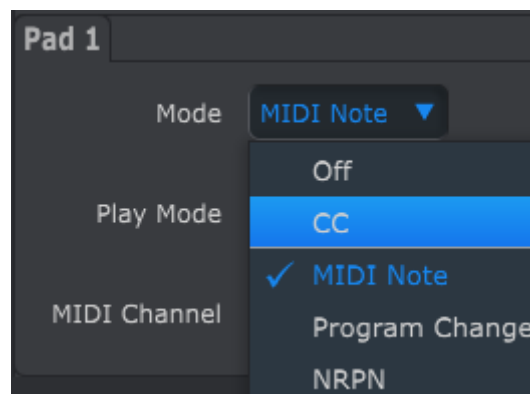 Pad 1
Mode MIDI Note
Off
Play Mode CC
MIDI Note
MIDI Channel Program Change
NRPN